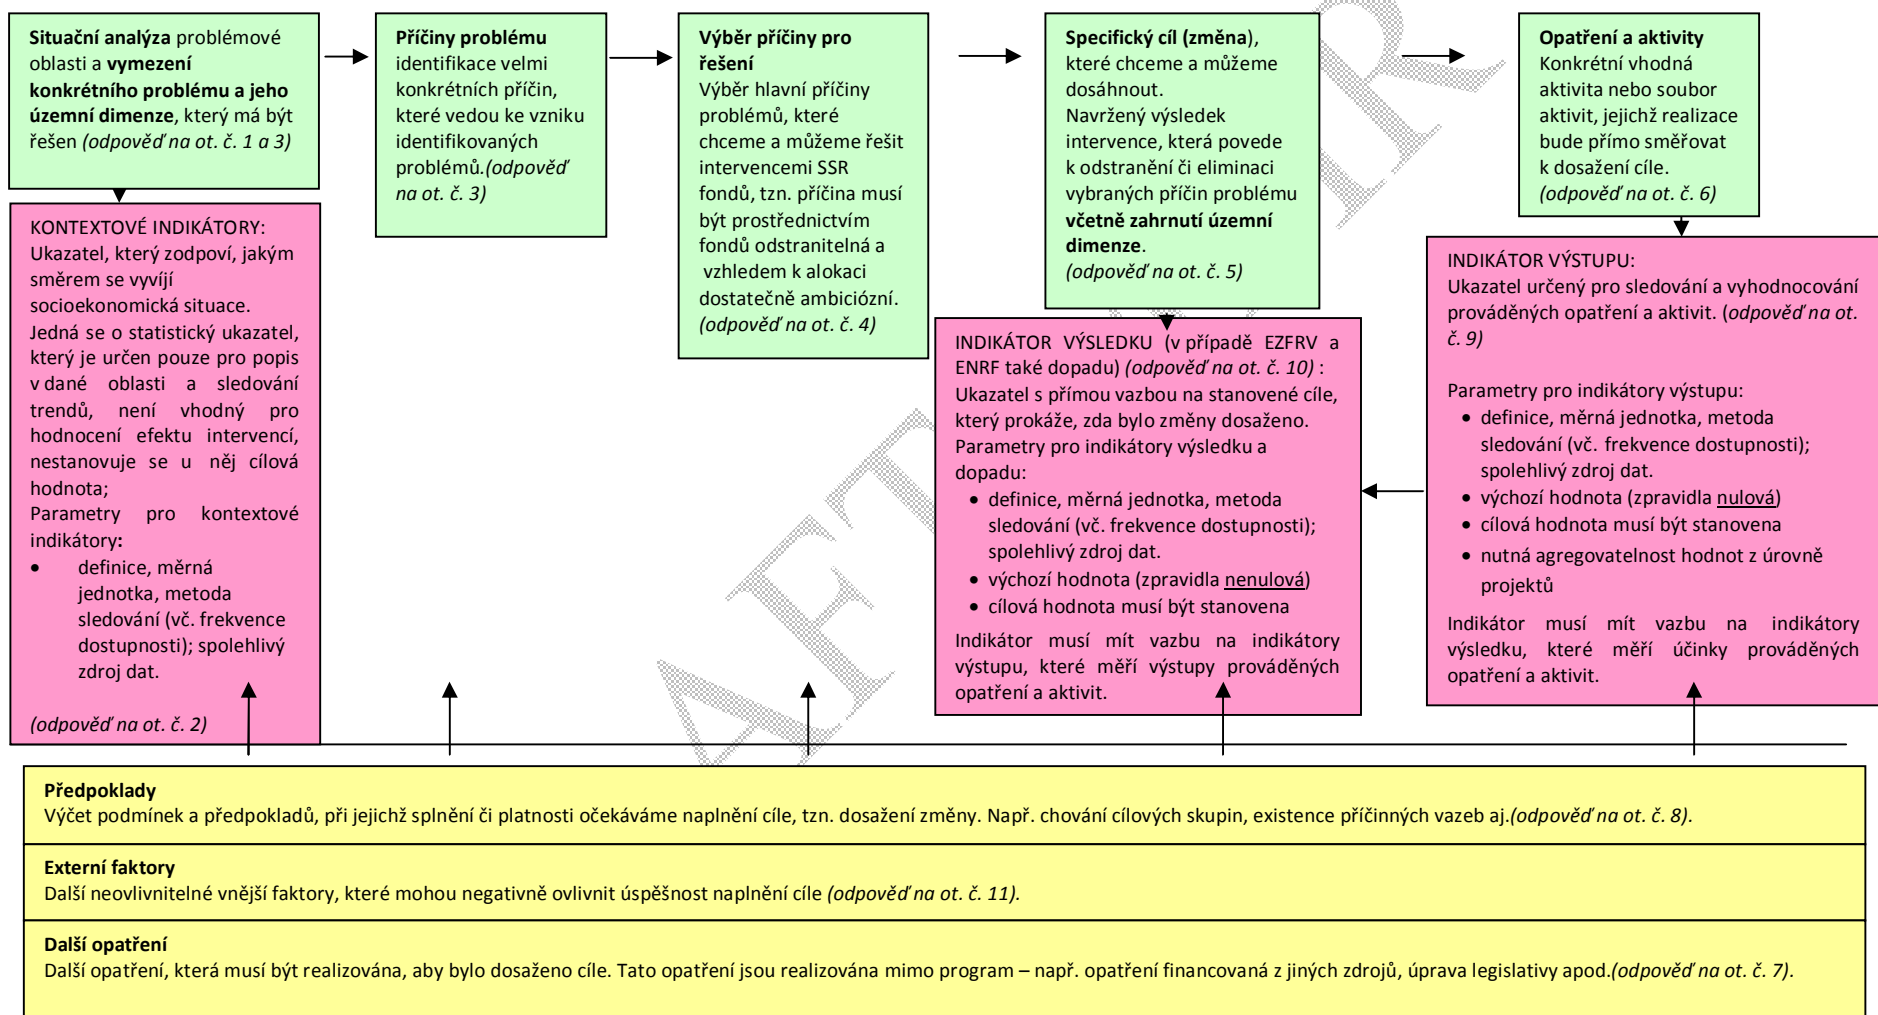 Situační analýza problémové
oblasti a vymezení
konkrétního problému a jeho
územní dimenze, který má být
řešen (odpověď na ot. č. 1 a 3)
Příčiny problému
identifikace velmi
konkrétních příčin,
které vedou ke vzniku
identifikovaných
problémů.(odpověď
na ot. č. 3)
Výběr příčiny pro
řešení
Výběr hlavní příčiny
problémů, které
chceme a můžeme řešit
intervencemi SSR
fondů, tzn. příčina musí
být prostřednictvím
fondů odstranitelná a
vzhledem k alokaci
dostatečně ambiciózní.
(odpověď na ot. č. 4)
Specifický cíl (změna),
které chceme a můžeme
dosáhnout.
Navržený výsledek
intervence, která povede
k odstranění či eliminaci
vybraných příčin problému
včetně zahrnutí územní
dimenze.
(odpověď na ot. č. 5)
Opatření a aktivity
Konkrétní vhodná
aktivita nebo soubor
aktivit, jejichž realizace
bude přímo směřovat
k dosažení cíle.
(odpověď na ot. č. 6)
KONTEXTOVÉ INDIKÁTORY:
Ukazatel, který zodpoví, jakým
směrem se vyvíjí
socioekonomická situace.
Jedná se o statistický ukazatel,
který je určen pouze pro popis
v dané oblasti a sledování
trendů, není vhodný pro
hodnocení efektu intervencí,
nestanovuje se u něj cílová
hodnota;
Parametry pro kontextové
indikátory:
• definice, měrná
jednotka, metoda
sledování (vč. frekvence
dostupnosti); spolehlivý
zdroj dat.
(odpověď na ot. č. 2)
INDIKÁTOR VÝSLEDKU (v případě EZFRV a
ENRF také dopadu) (odpověď na ot. č. 10) :
Ukazatel s přímou vazbou na stanovené cíle,
který prokáže, zda bylo změny dosaženo.
Parametry pro indikátory výsledku a
dopadu:
• definice, měrná jednotka, metoda
sledování (vč. frekvence dostupnosti);
spolehlivý zdroj dat.
• výchozí hodnota (zpravidla nenulová)
• cílová hodnota musí být stanovena
Indikátor musí mít vazbu na indikátory
výstupu, které měří výstupy prováděných
opatření a aktivit.
INDIKÁTOR VÝSTUPU:
Ukazatel určený pro sledování a vyhodnocování
prováděných opatření a aktivit. (odpověď na ot.
č. 9)
Parametry pro indikátory výstupu:
• definice, měrná jednotka, metoda
sledování (vč. frekvence dostupnosti);
spolehlivý zdroj dat.
• výchozí hodnota (zpravidla nulová)
• cílová hodnota musí být stanovena
• nutná agregovatelnost hodnot z úrovně
projektů
Indikátor musí mít vazbu na indikátory
výsledku, které měří účinky prováděných
opatření a aktivit.
Předpoklady
Výčet podmínek a předpokladů, při jejichž splnění či platnosti očekáváme naplnění cíle, tzn. dosažení změny. Např. chování cílových skupin, existence příčinných vazeb aj.(odpověď na ot. č. 8).
Externí faktory
Další neovlivnitelné vnější faktory, které mohou negativně ovlivnit úspěšnost naplnění cíle (odpověď na ot. č. 11).
Další opatření
Další opatření, která musí být realizována, aby bylo dosaženo cíle. Tato opatření jsou realizována mimo program – např. opatření financovaná z jiných zdrojů, úprava legislativy apod.(odpověď na ot. č. 7).